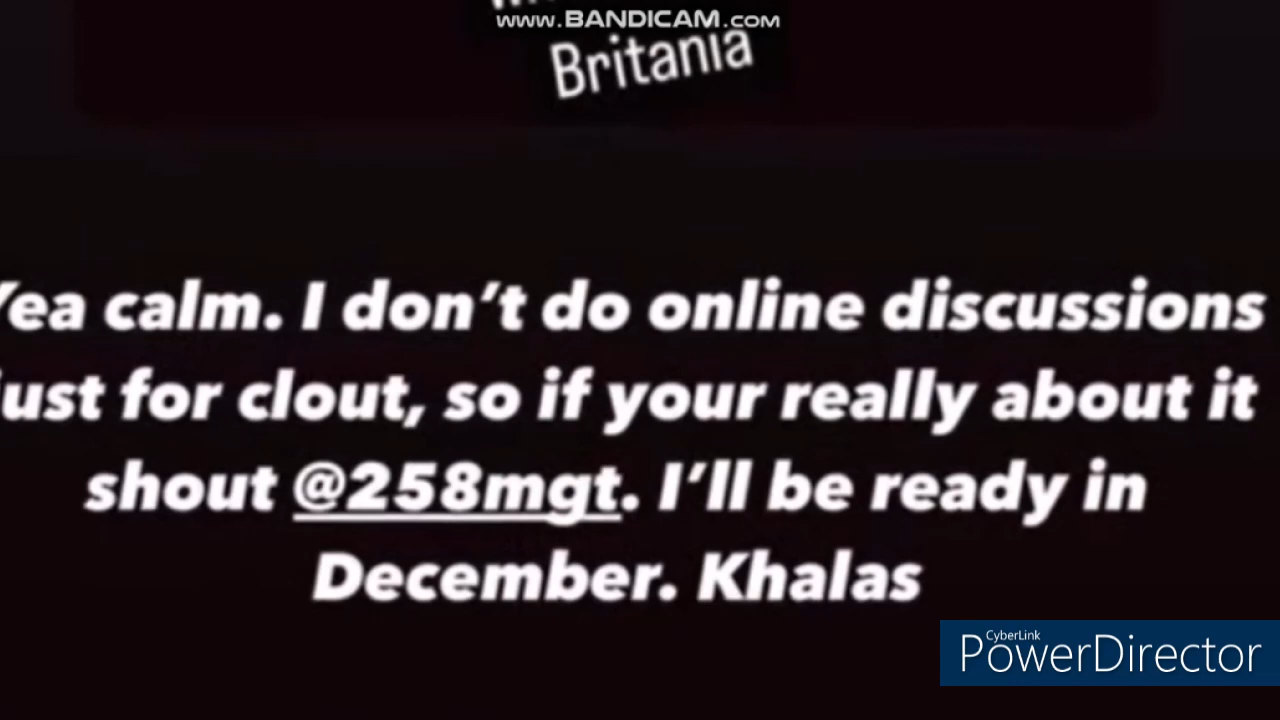 www.BANDICAM.com
Britania
Yea calm. I don't do online discussions
just for clout, so if your really about it
shout @258mgt. I'll be ready in
December. Khalas
CyberLink
PowerDirector